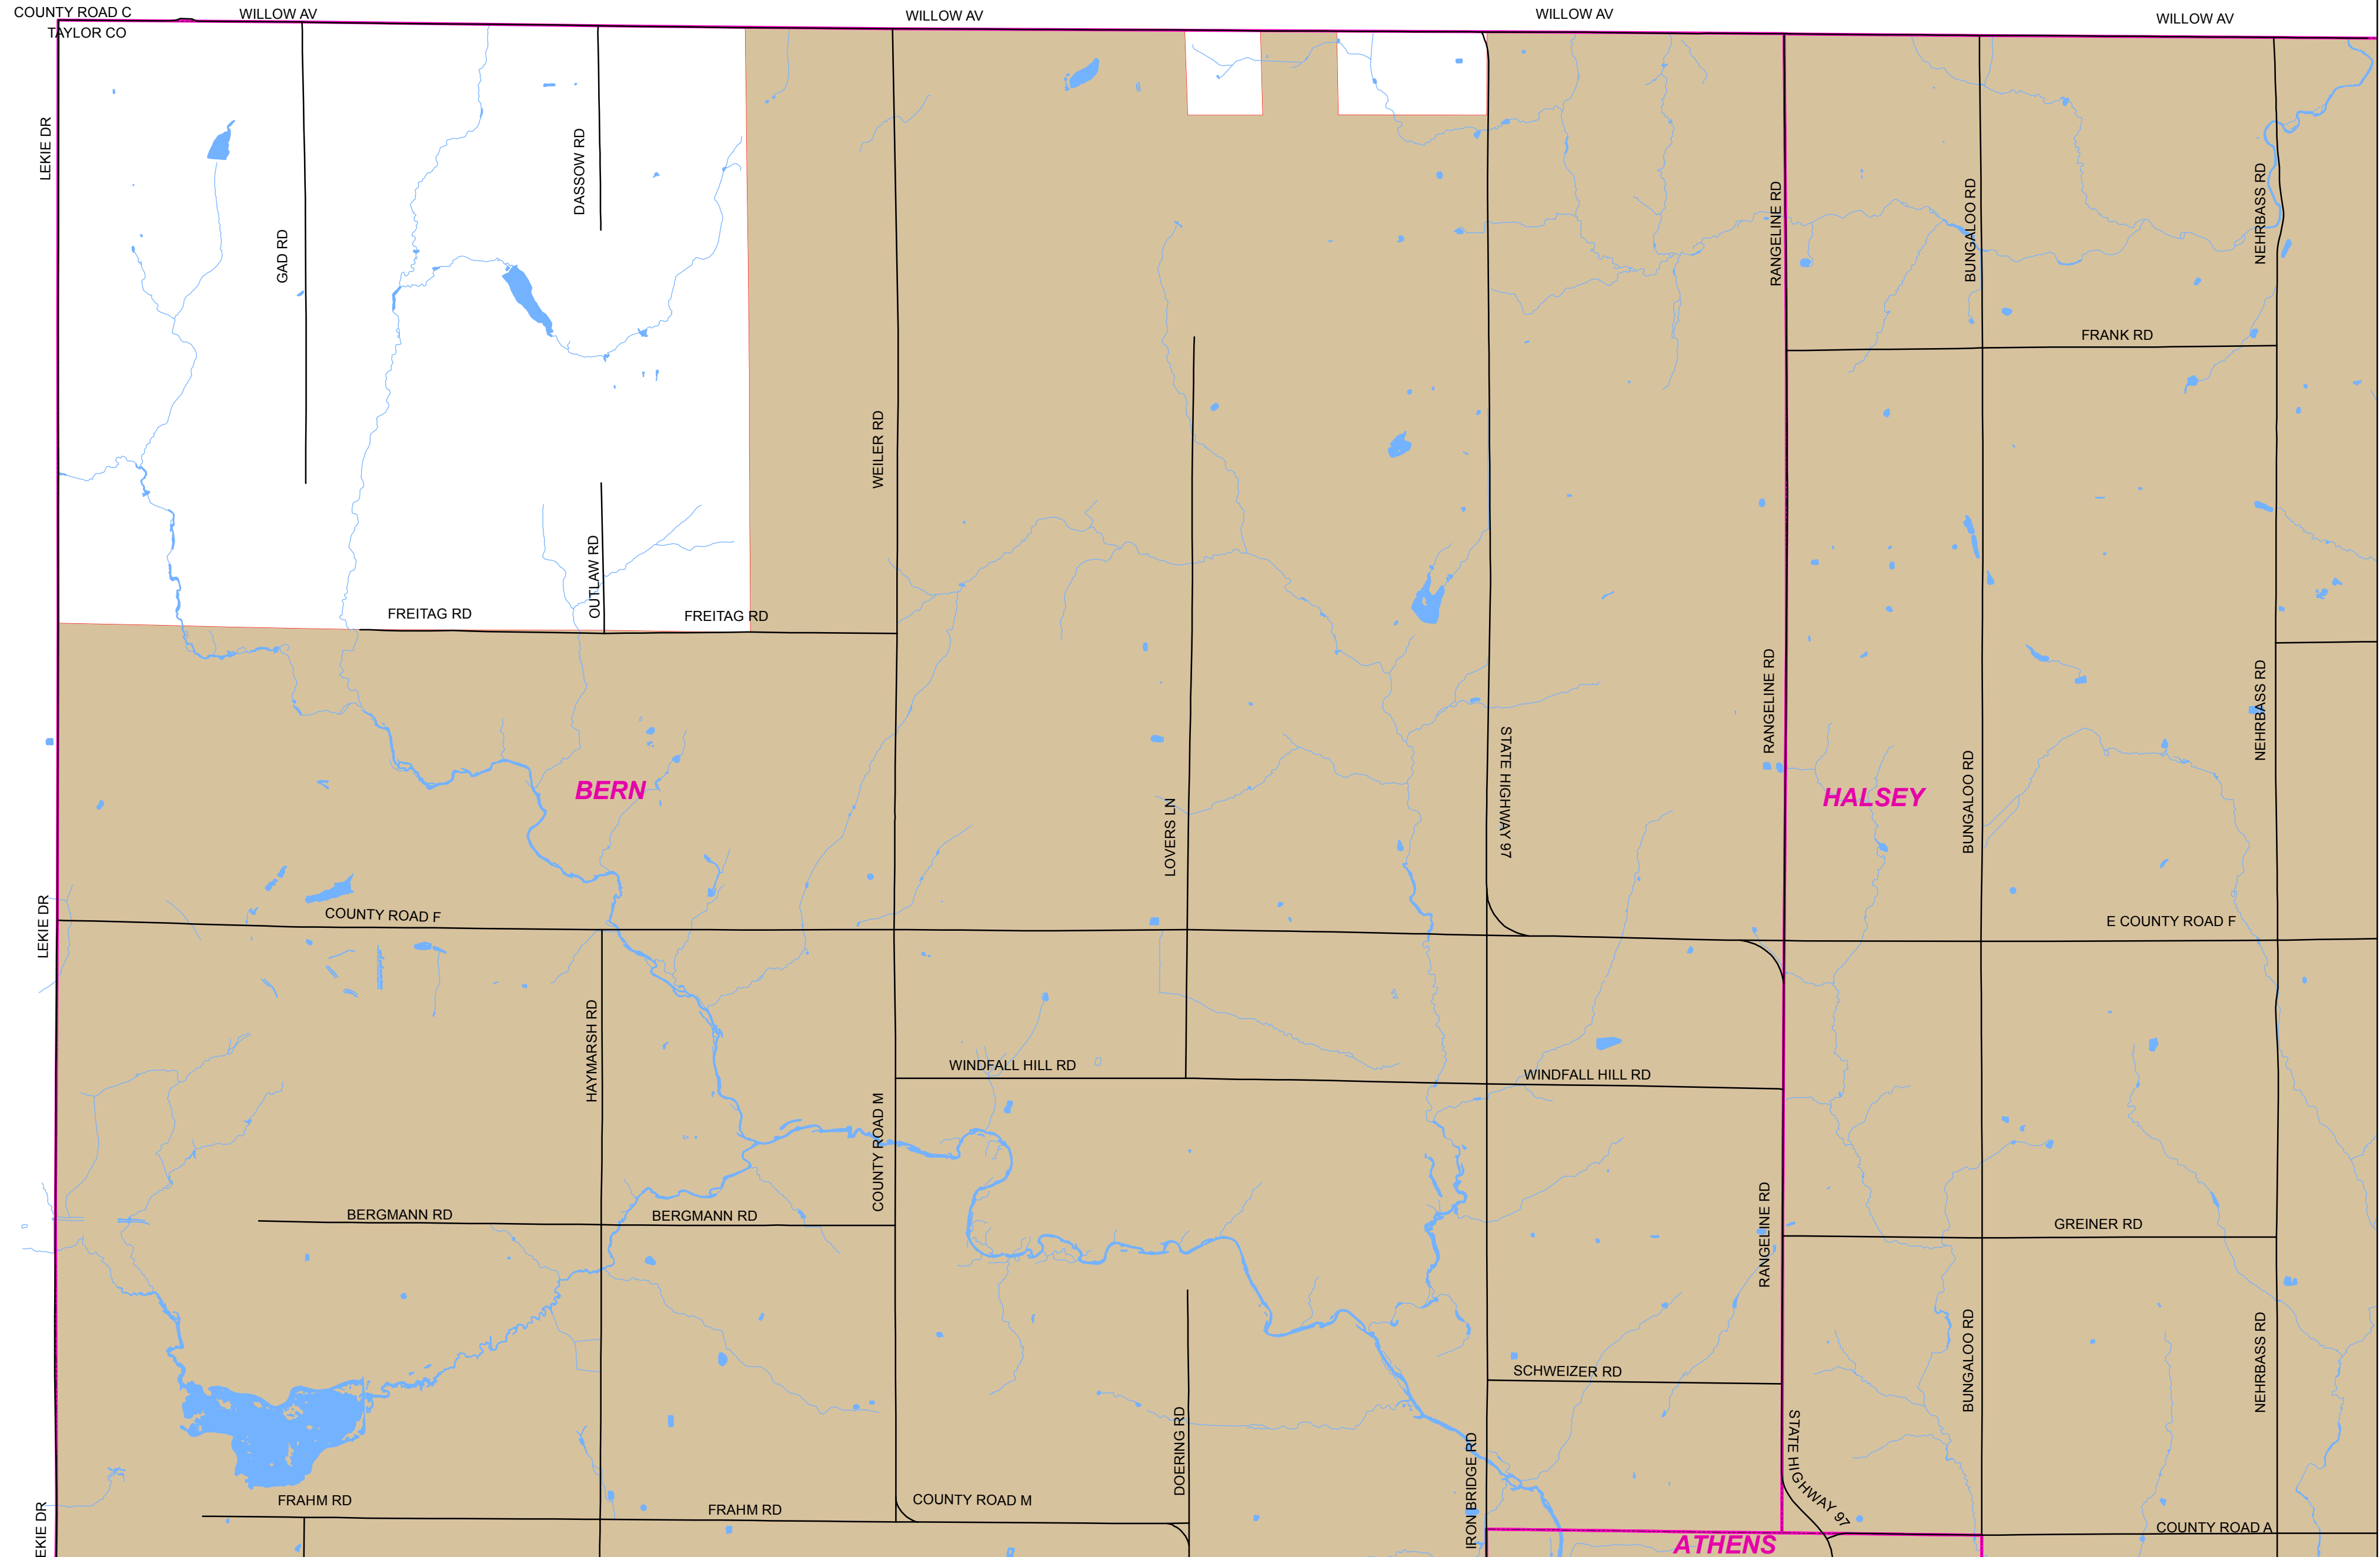 COUNTY ROAD C
WILLOW AV
WILLOW AV
WILLOW AV
WILLOW AV
TAYLOR CO
LEKIE DR
GAD RD
DASSOW RD
RANGELINE RD
BUNGALOO RD
NEHRBASS RD
FRANK RD
WEILER RD
OUTLAW RD
FREITAG RD
FREITAG RD
RANGELINE RD
NEHRBASS RD
STATE HIGHWAY 97
BUNGALOO RD
BERN
HALSEY
LOVERS LN
LEKIE DR
COUNTY ROAD F
E COUNTY ROAD F
HAYMARSH RD
WINDFALL HILL RD
WINDFALL HILL RD
COUNTY ROAD M
BERGMANN RD
BERGMANN RD
RANGELINE RD
GREINER RD
BUNGALOO RD
NEHRBASS RD
SCHWEIZER RD
DOERING RD
IRON BRIDGE RD
STATE HIGHWAY 97
FRAHM RD
FRAHM RD
COUNTY ROAD M
EKIE DR
COUNTY ROAD A
ATHENS